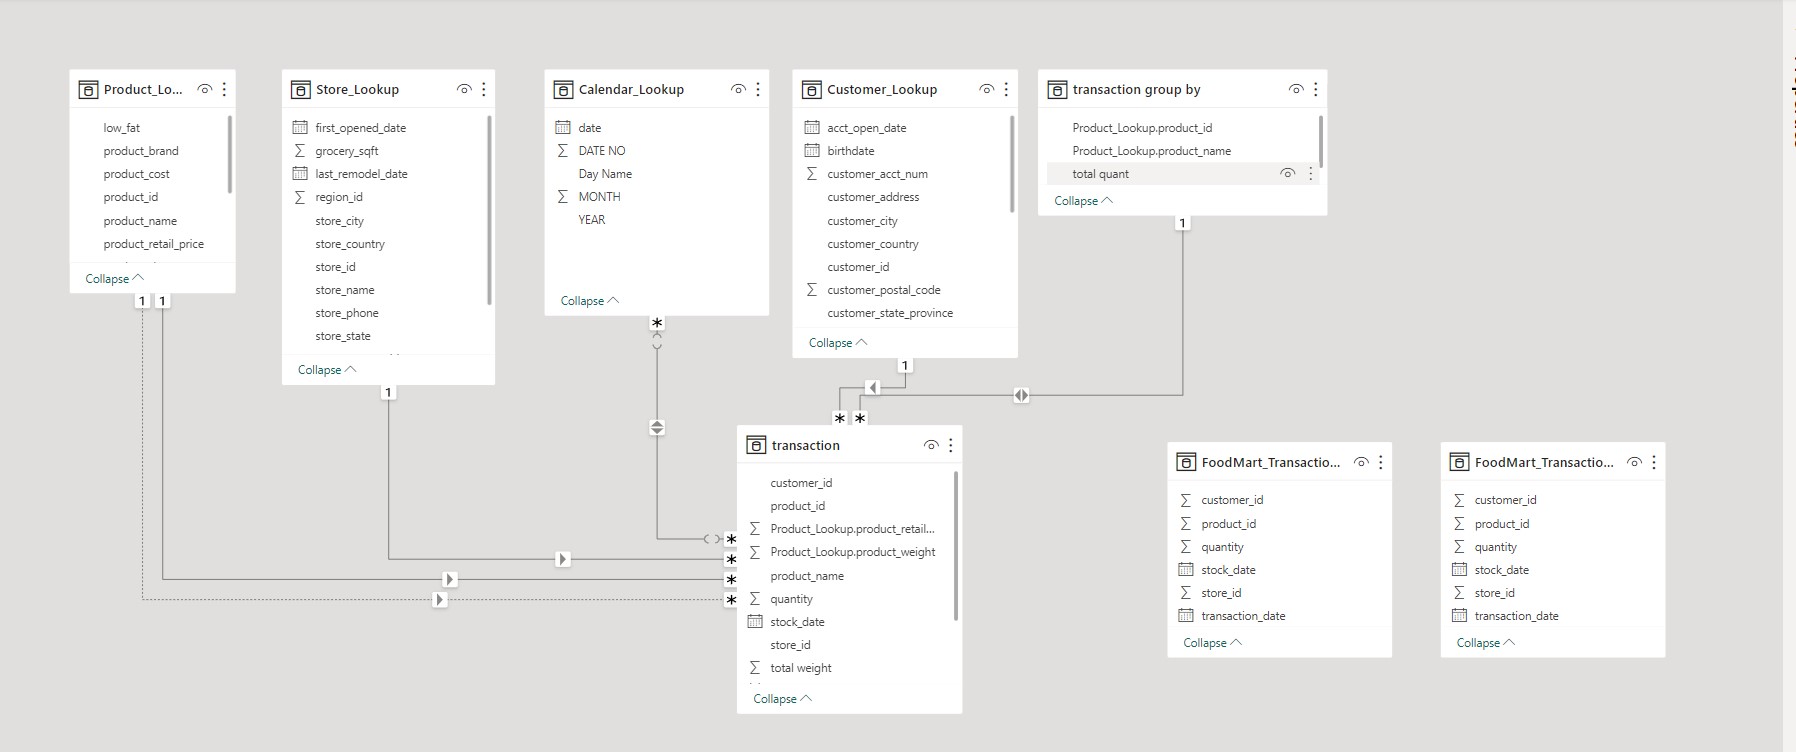 Product_Lo...
low_fat
product_brand
product_cost
product_id
product_name
product_retail_price
Collapse
1 1
Store_Lookup
first_opened_date
grocery_sqft
last_remodel_date
region_id
store_city
store_country
store_id
store_name
store_phone
store_state
Collapse
1
Calendar_Lookup
date
DATE NO
Day Name
MONTH
YEAR
Collapse
*
Customer_Lookup
acct_open_date
birthdate
customer_acct_num
customer_address
customer_city
customer_country
customer_id
customer_postal_code
customer_state_province
Collapse
1
transaction group by
Product_Lookup.product_id
Product_Lookup.product_name
total quant
Collapse
1
* *
transaction
customer_id
product_id
Product_Lookup.product_retail...
Product_Lookup.product_weight
product_name
quantity
stock_date
store_id
total weight
Collapse
*
*
*
*
FoodMart_Transactio...
customer_id
product_id
quantity
stock_date
store_id
transaction_date
Collapse
FoodMart_Transactio...
customer_id
product_id
quantity
stock_date
store_id
transaction_date
Collapse